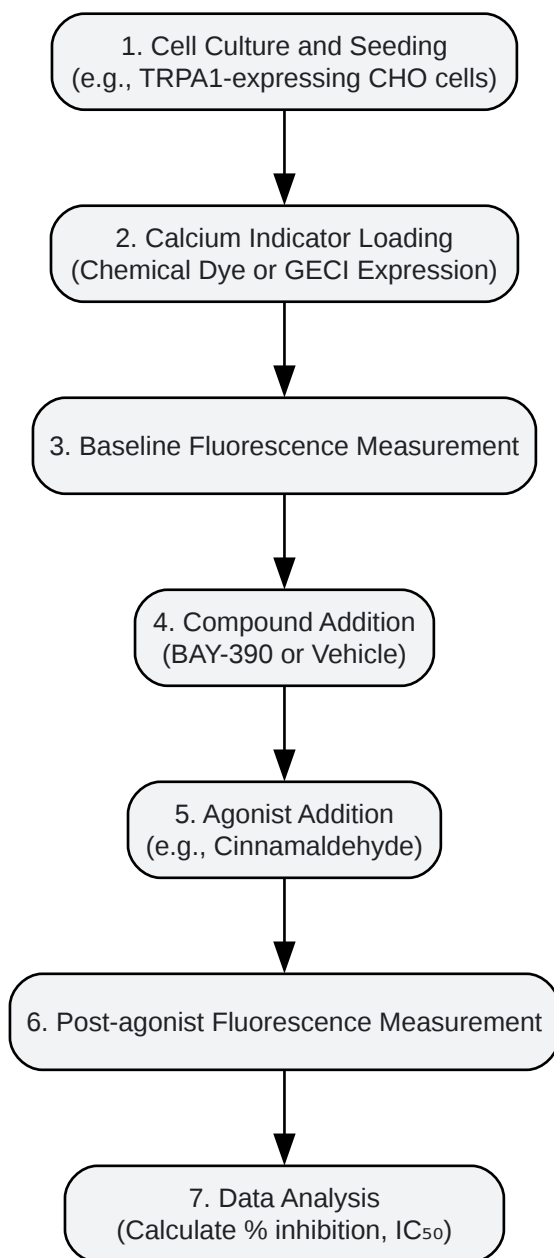 1. Cell Culture and Seeding
(e.g., TRPA1-expressing CHO cells)
2. Calcium Indicator Loading
(Chemical Dye or GECI Expression)
3. Baseline Fluorescence Measurement
4. Compound Addition
(BAY-390 or Vehicle)
5. Agonist Addition
(e.g., Cinnamaldehyde)
6. Post-agonist Fluorescence Measurement
7. Data Analysis
(Calculate % inhibition, IC₅₀)